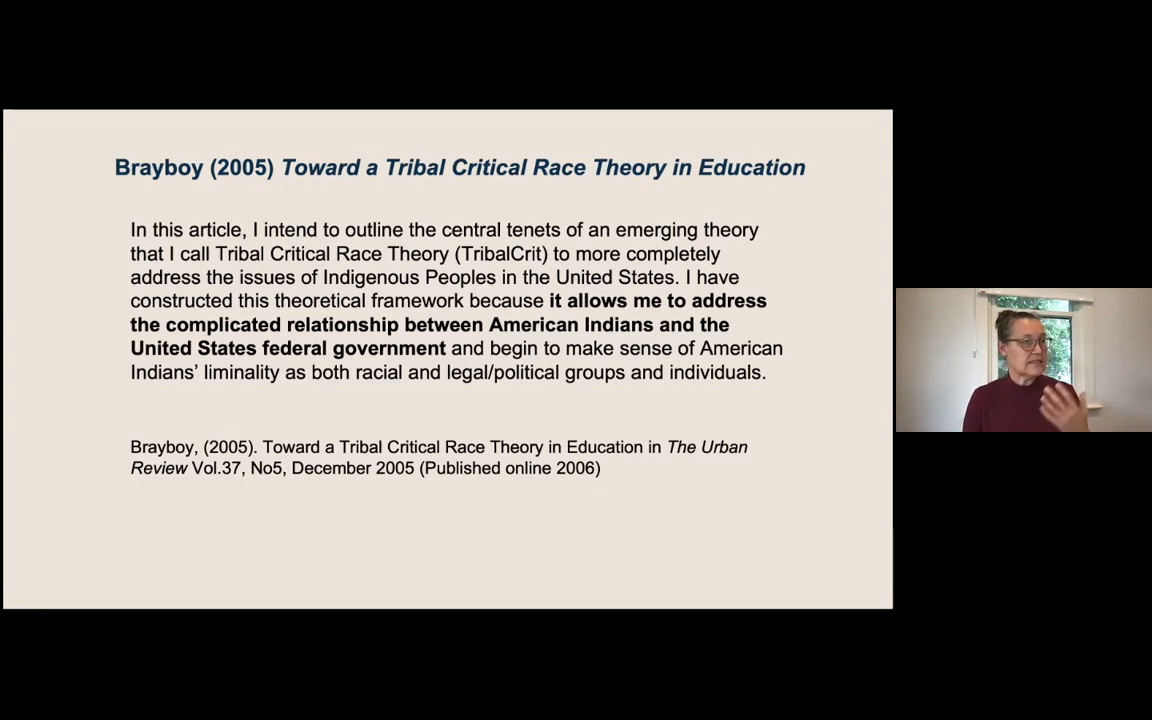 Brayboy (2005) Toward a Tribal Critical Race Theory in Education
In this article, I intend to outline the central tenets of an emerging theory
that I call Tribal Critical Race Theory (TribalCrit) to more completely
address the issues of Indigenous Peoples in the United States. I have
constructed this theoretical framework because it allows me to address
the complicated relationship between American Indians and the
United States federal government and begin to make sense of American
Indians’ liminality as both racial and legal/political groups and individuals.
Brayboy, (2005). Toward a Tribal Critical Race Theory in Education in The Urban
Review Vol.37, No5, December 2005 (Published online 2006)